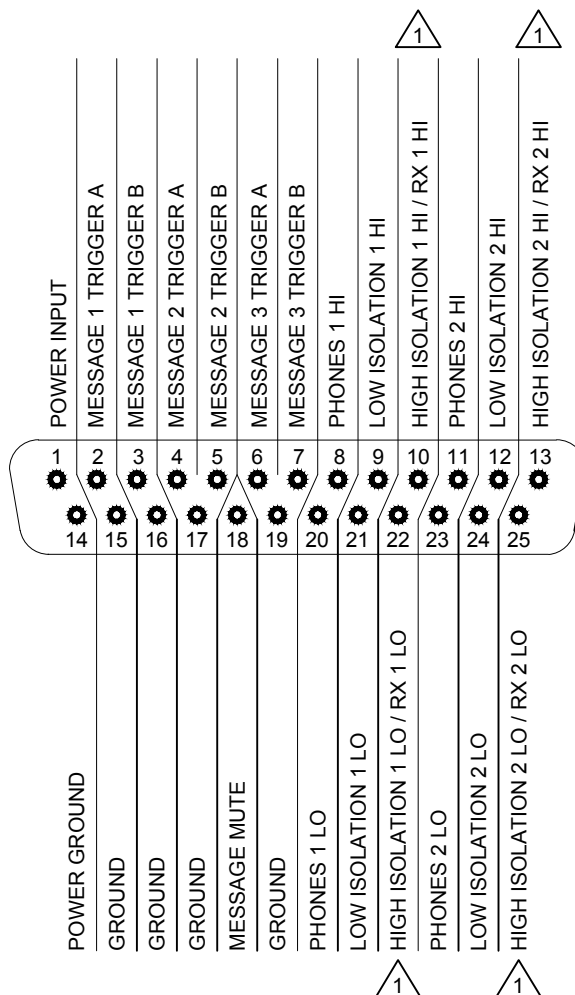 1 1
POWER INPUT
MESSAGE 1 TRIGGER A
MESSAGE 1 TRIGGER B
MESSAGE 2 TRIGGER A
MESSAGE 2 TRIGGER B
MESSAGE 3 TRIGGER A
MESSAGE 3 TRIGGER B
PHONES 1 HI
LOW ISOLATION 1 HI
HIGH ISOLATION 1 HI / RX 1 HI
PHONES 2 HI
LOW ISOLATION 2 HI
HIGH ISOLATION 2 HI / RX 2 HI
1 2 3 4 5 6 7 8 9 10 11 12 13
14 15 16 17 18 19 20 21 22 23 24 25
POWER GROUND
GROUND
GROUND
GROUND
MESSAGE MUTE
GROUND
PHONES 1 LO
LOW ISOLATION 1 LO
HIGH ISOLATION 1 LO / RX 1 LO
PHONES 2 LO
LOW ISOLATION 2 LO
HIGH ISOLATION 2 LO / RX 2 LO
1 1